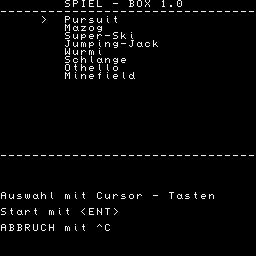 SPIEL - BOX 1.0
> Pursuit
Mazog
Super-Ski
Jumping-Jack
Wurmi
Schlange
Othello
Minefield
Auswahl mit Cursor - Tasten
Start mit <ENT>
ABBRUCH mit ^C